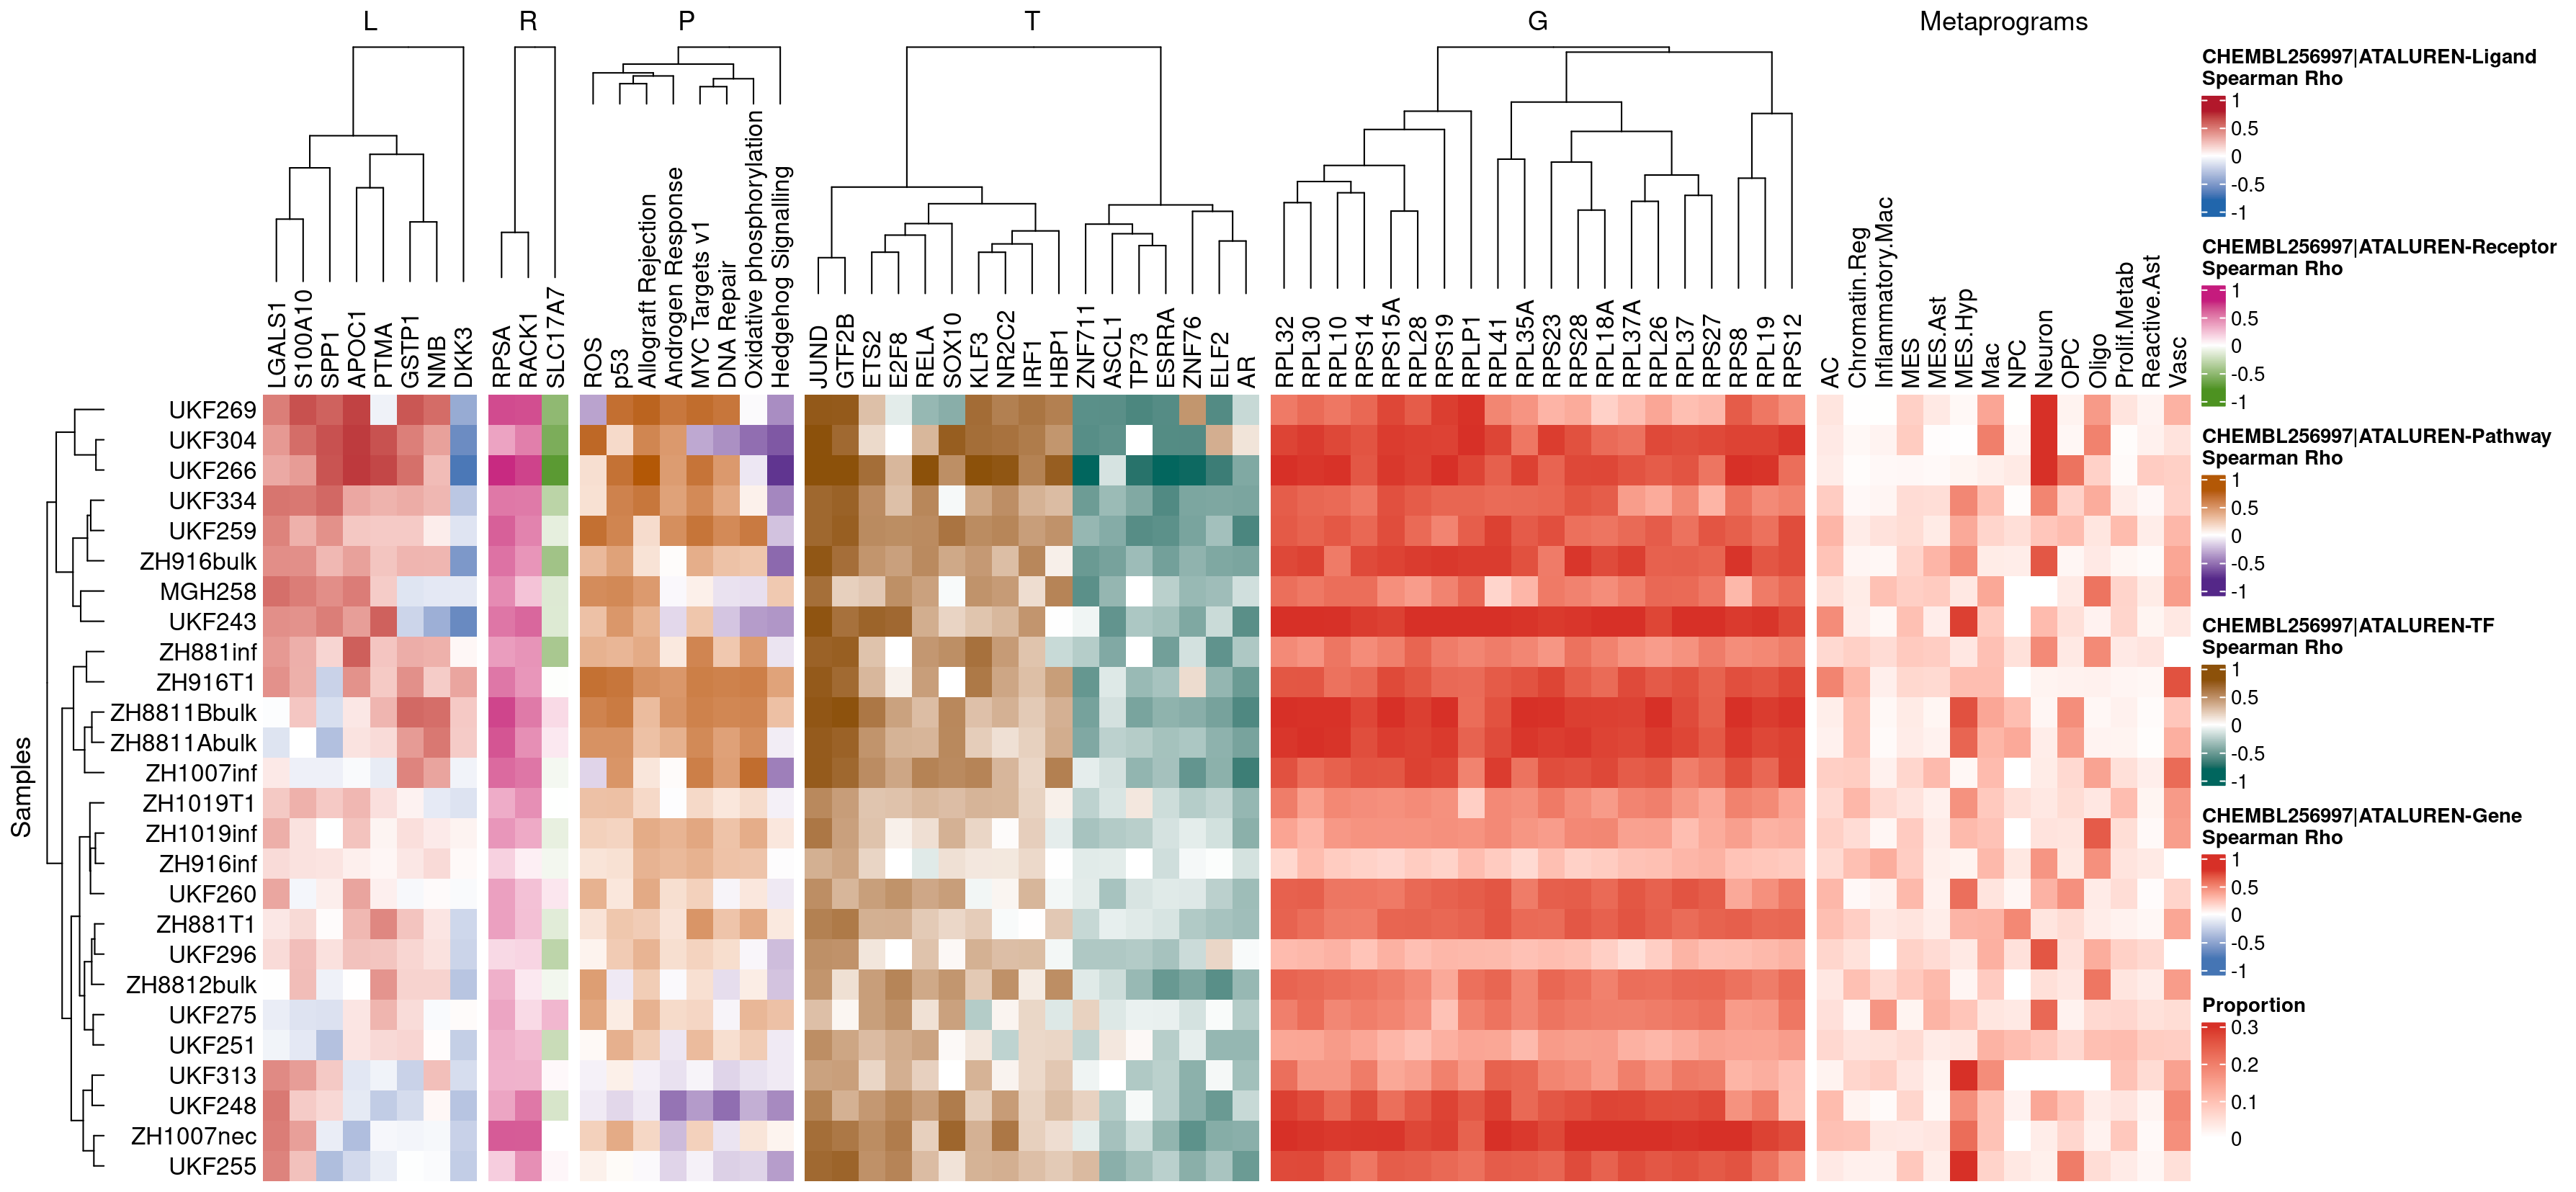 L R P T G Metaprograms
LGALS1
S100A10
SPP1
APOC1
PTMA
GSTP1
NMB
DKK3
RPSA
RACK1
SLC17A7
ROS
p53
Allograft Rejection
Androgen Response
MYC Targets v1
DNA Repair
Oxidative phosphorylation
Hedgehog Signalling
JUND
GTF2B
ETS2
E2F8
RELA
SOX10
KLF3
NR2C2
IRF1
HBP1
ZNF711
ASCL1
TP73
ESRRA
ZNF76
ELF2
AR
RPL32
RPL30
RPL10
RPS14
RPS15A
RPL28
RPS19
RPLP1
RPL41
RPL35A
RPS23
RPS28
RPL18A
RPL37A
RPL26
RPL37
RPS27
RPS8
RPL19
RPS12
AC
Chromatin.Reg
Inflammatory.Mac
MES
MES.Ast
MES.Hyp
Mac
NPC
Neuron
OPC
Oligo
Prolif.Metab
Reactive.Ast
Vasc
Samples
UKF269
UKF304
UKF266
UKF334
UKF259
ZH916bulk
MGH258
UKF243
ZH881inf
ZH916T1
ZH8811Bbulk
ZH8811Abulk
ZH1007inf
ZH1019T1
ZH1019inf
ZH916inf
UKF260
ZH881T1
UKF296
ZH8812bulk
UKF275
UKF251
UKF313
UKF248
ZH1007nec
UKF255
CHEMBL256997|ATALUREN-Ligand
Spearman Rho
1
0.5
0
-0.5
-1
CHEMBL256997|ATALUREN-Receptor
Spearman Rho
1
0.5
0
-0.5
-1
CHEMBL256997|ATALUREN-Pathway
Spearman Rho
1
0.5
0
-0.5
-1
CHEMBL256997|ATALUREN-TF
Spearman Rho
1
0.5
0
-0.5
-1
CHEMBL256997|ATALUREN-Gene
Spearman Rho
1
0.5
0
-0.5
-1
Proportion
0.3
0.2
0.1
0